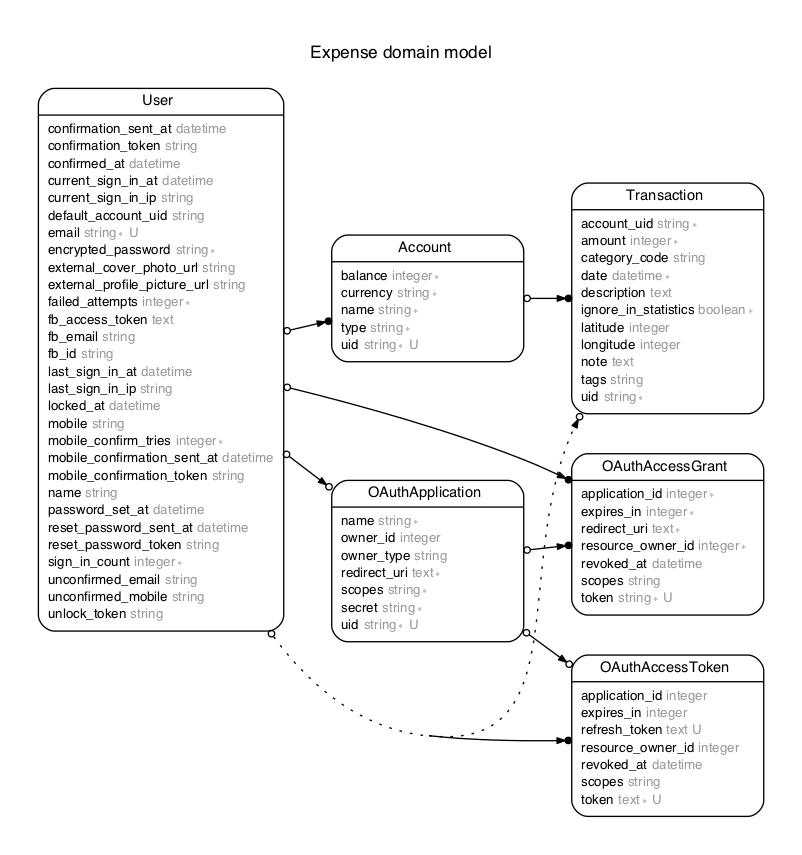 Expense domain model
User
confirmation_sent_at datetime
confirmation_token string
confirmed_at datetime
current_sign_in_at datetime
current_sign_in_ip string
default_account_uid string
email string∗ U
encrypted_password string∗
external_cover_photo_url string
external_profile_picture_url string
failed_attempts integer∗
fb_access_token text
fb_email string
fb_id string
last_sign_in_at datetime
last_sign_in_ip string
locked_at datetime
mobile string
mobile_confirm_tries integer∗
mobile_confirmation_sent_at datetime
mobile_confirmation_token string
name string
password_set_at datetime
reset_password_sent_at datetime
reset_password_token string
sign_in_count integer∗
unconfirmed_email string
unconfirmed_mobile string
unlock_token string
Account
balance integer∗
currency string∗
name string∗
type string∗
uid string∗ U
OAuthApplication
name string∗
owner_id integer
owner_type string
redirect_uri text∗
scopes string∗
secret string∗
uid string∗ U
Transaction
account_uid string∗
amount integer∗
category_code string
date datetime∗
description text
ignore_in_statistics boolean∗
latitude integer
longitude integer
note text
tags string
uid string∗
OAuthAccessGrant
application_id integer∗
expires_in integer∗
redirect_uri text∗
resource_owner_id integer∗
revoked_at datetime
scopes string
token string∗ U
OAuthAccessToken
application_id integer
expires_in integer
refresh_token text U
resource_owner_id integer
revoked_at datetime
scopes string
token text∗ U